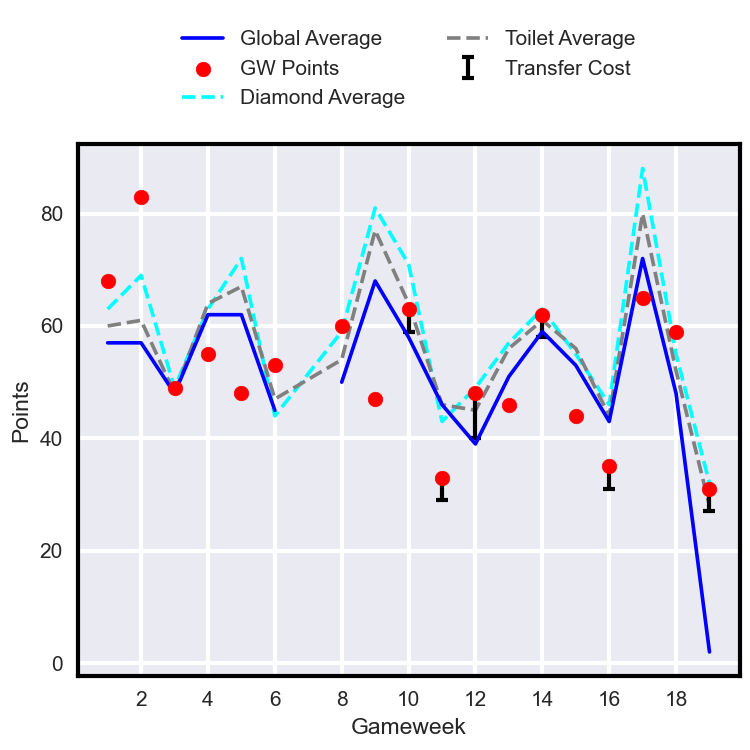 Global Average
GW Points
Diamond Average
Toilet Average
Transfer Cost
80
60
40
20
0
Points
2 4 6 8 10 12 14 16 18
Gameweek